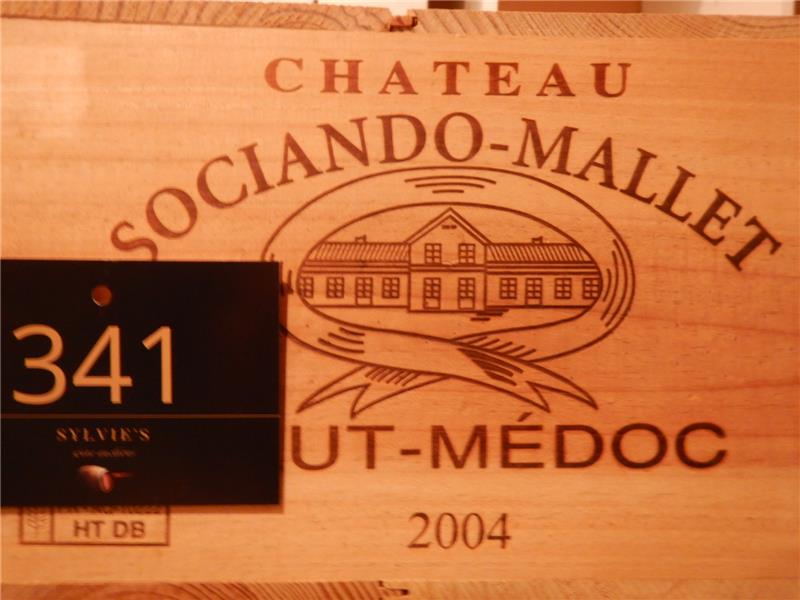 CHATEAU
SOCIANDO-MALLET
341
SYLVIE'S
UT-MÉDOC
HT DB
2004